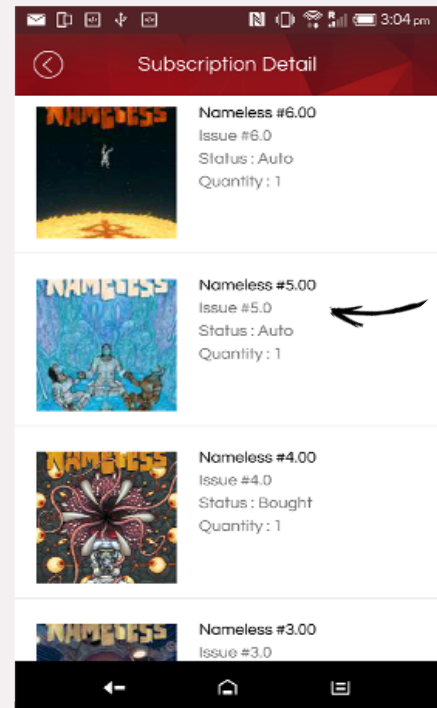 3:04 pm
Subscription Detail
NAMELESS
Nameless #6.00
Issue #6.0
Status : Auto
Quantity : 1
NAMELESS
Nameless #5.00
Issue #5.0
Status : Auto
Quantity : 1
NAMELESS
Nameless #4.00
Issue #4.0
Status : Bought
Quantity : 1
NAMELESS
Nameless #3.00
Issue #3.0